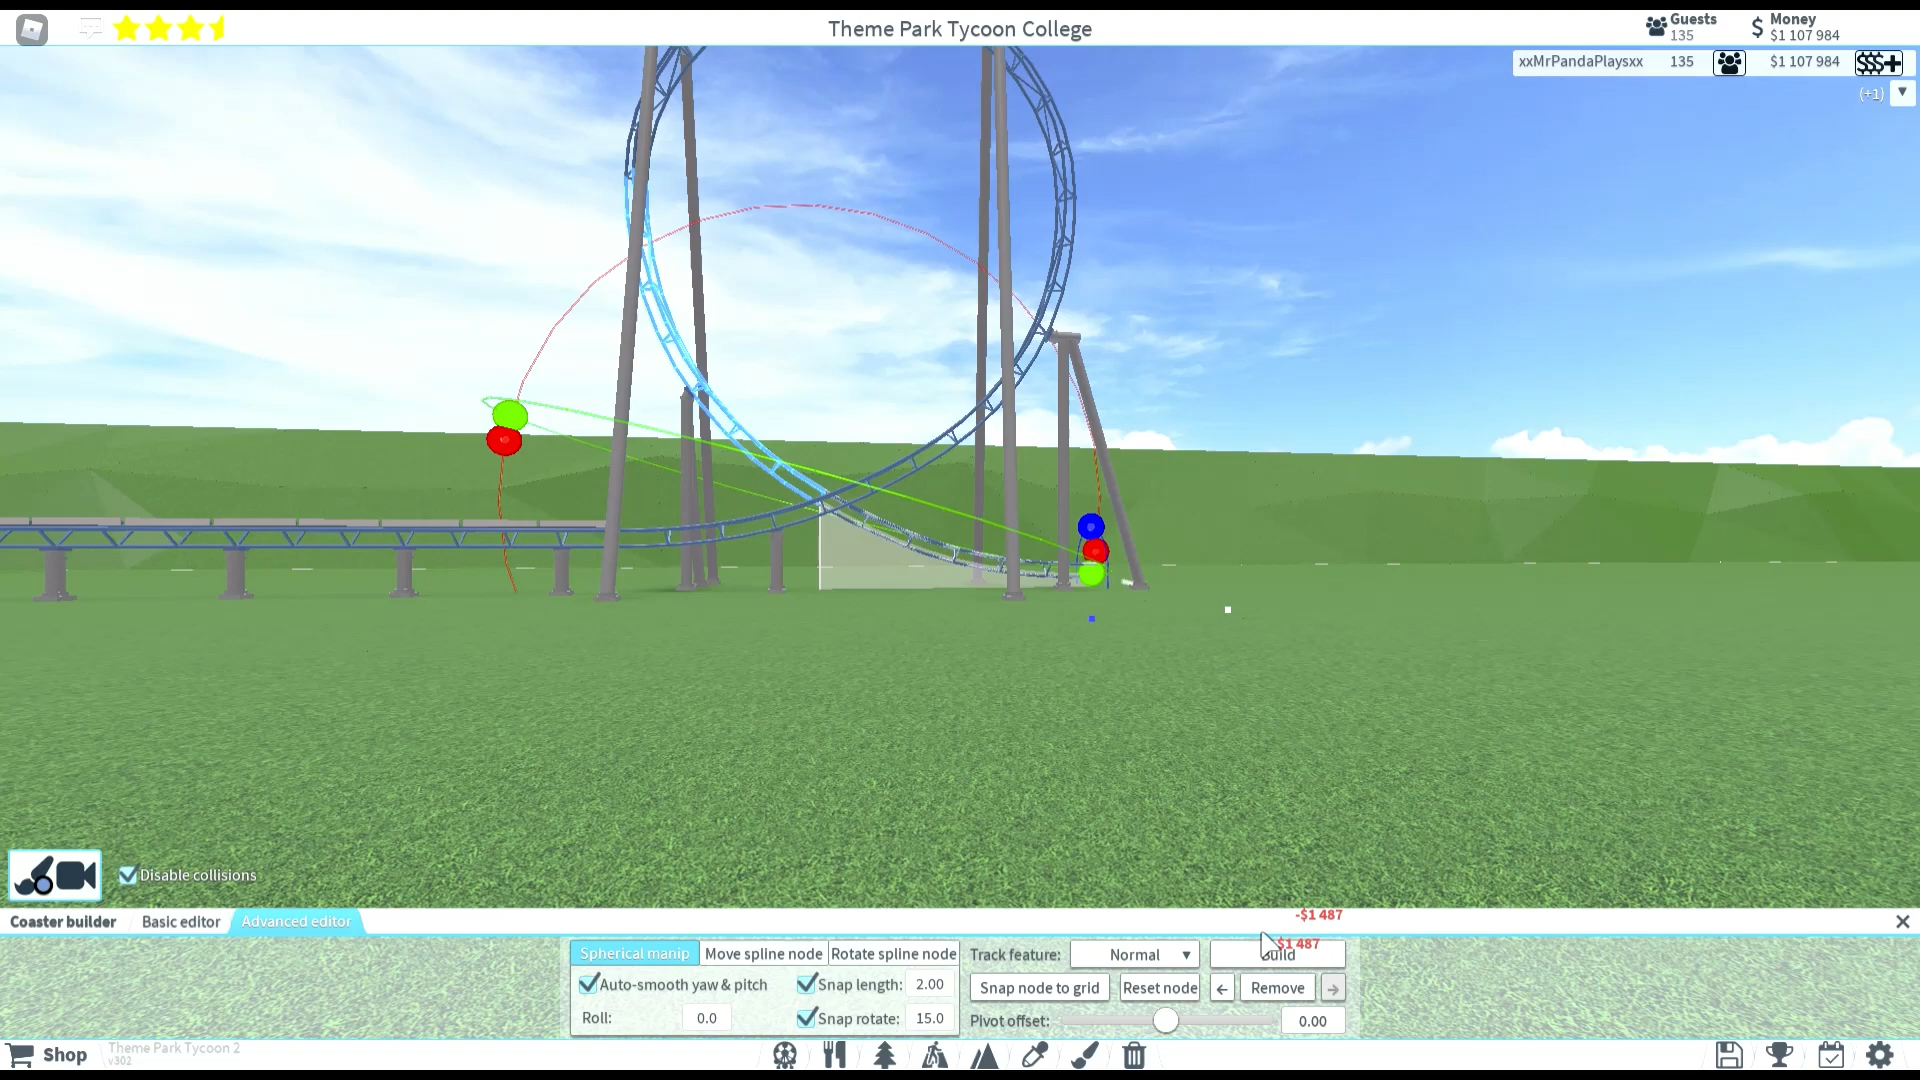 Theme Park Tycoon College
Guests
135
Money
$1 107 984
xxMrPandaPlaysxx 135 $1 107 984 $$$+
(+1)
Disable collisions
Coaster builder Basic editor Advanced editor
-$1 487
$1 487
Spherical manip Move spline node Rotate spline node Track feature: Normal Build
Auto-smooth yaw & pitch Snap length: 2.00 Snap node to grid Reset node ← Remove →
Roll: 0.0 Snap rotate: 15.0 Pivot offset: 0.00
Shop
Theme Park Tycoon 2
v302